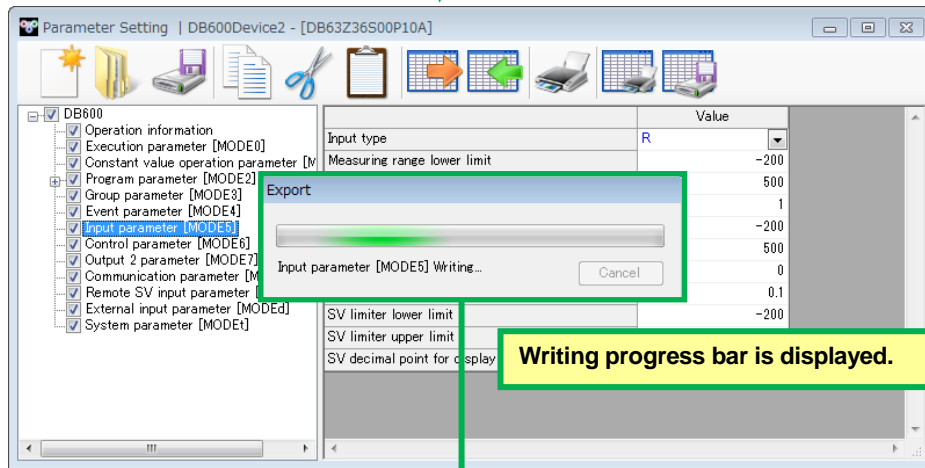 Parameter Setting | DB600Device2 - [DB63Z36S00P10A]
DB600
Operation information
Execution parameter [MODE0]
Constant value operation parameter [M
Program parameter [MODE2]
Group parameter [MODE3]
Event parameter [MODE4]
Input parameter [MODE5]
Control parameter [MODE6]
Output 2 parameter [MODE7]
Communication parameter [M
Remote SV input parameter [
External input parameter [MODEd]
System parameter [MODEt]
Value
Input type R
Measuring range lower limit -200
500
1
-200
500
0
0.1
SV limiter lower limit -200
SV limiter upper limit
SV decimal point for display
Export
Input parameter [MODE5] Writing...
Cancel
Writing progress bar is displayed.